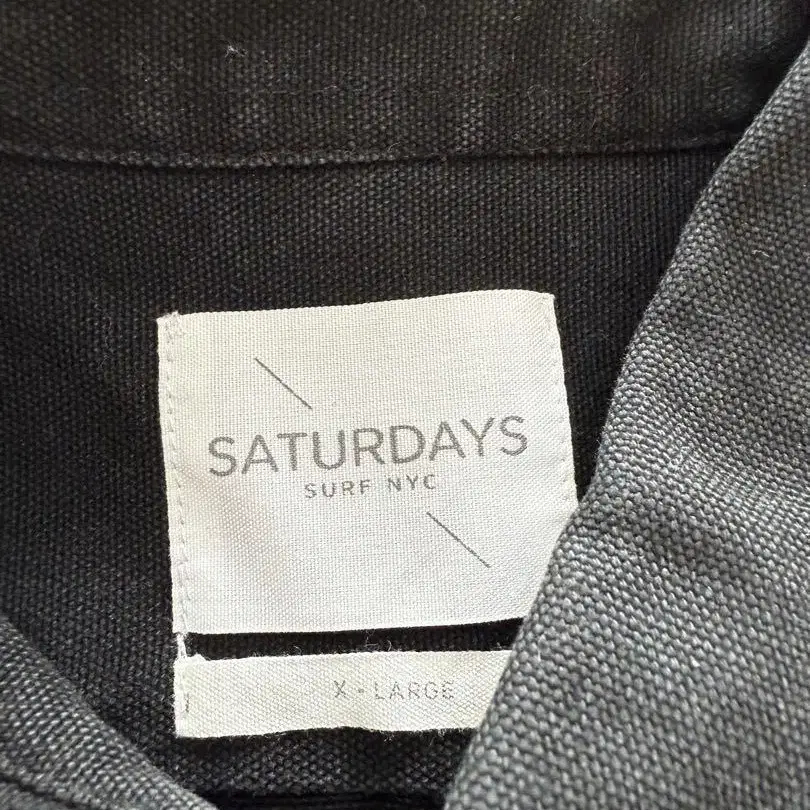 SATURDAYS
SURF NYC
X - LARGE